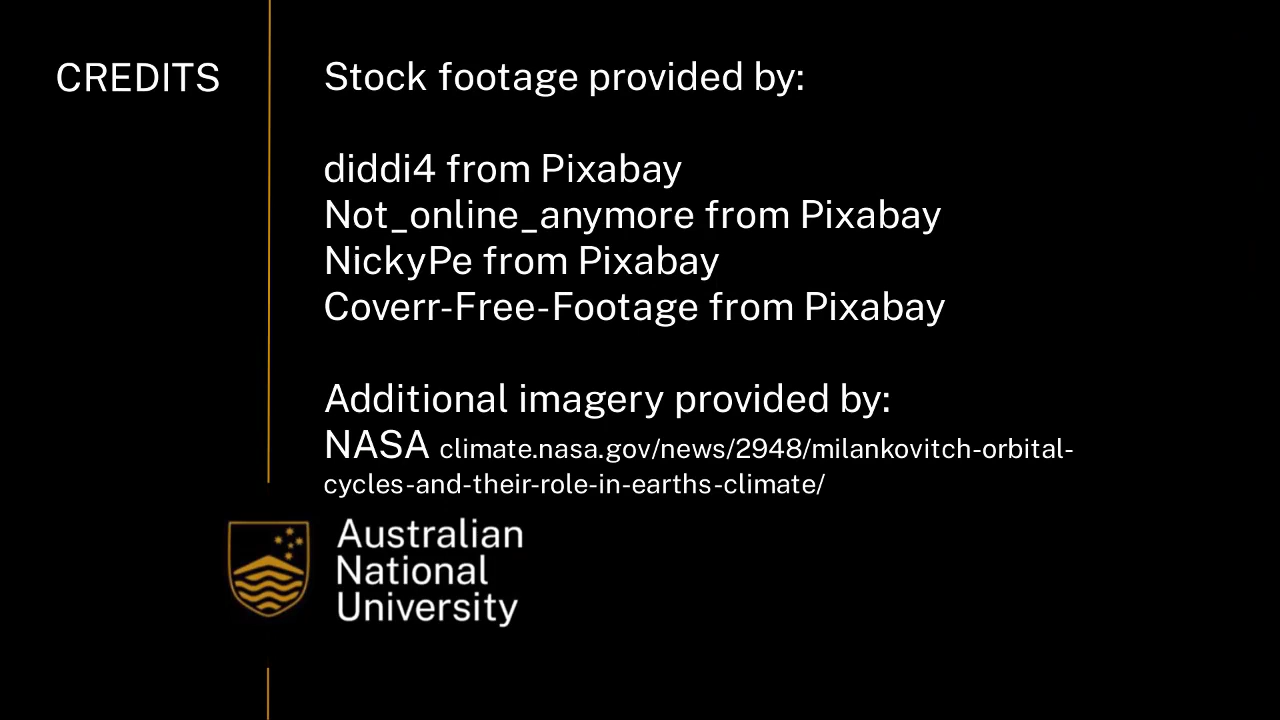 CREDITS
Stock footage provided by:
diddi4 from Pixabay
Not_online_anymore from Pixabay
NickyPe from Pixabay
Coverr-Free-Footage from Pixabay
Additional imagery provided by:
NASA climate.nasa.gov/news/2948/milankovitch-orbital-
cycles-and-their-role-in-earths-climate/
Australian
National
University